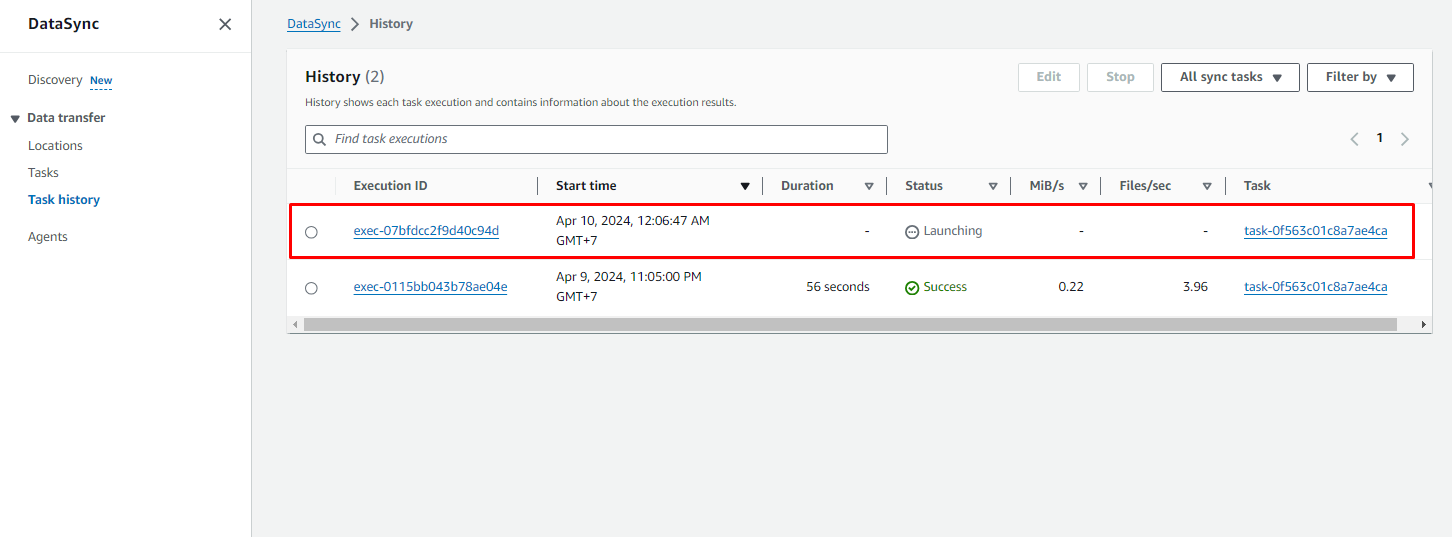 DataSync
Discovery New
Data transfer
Locations
Tasks
Task history
Agents
DataSync > History
History (2)
Edit Stop All sync tasks Filter by
History shows each task execution and contains information about the execution results.
Find task executions
1
Execution ID Start time Duration Status MiB/s Files/sec Task
exec-07bfdcc2f9d40c94d Apr 10, 2024, 12:06:47 AM GMT+7 - Launching - - task-0f563c01c8a7ae4ca
exec-0115bb043b78ae04e Apr 9, 2024, 11:05:00 PM GMT+7 56 seconds Success 0.22 3.96 task-0f563c01c8a7ae4ca